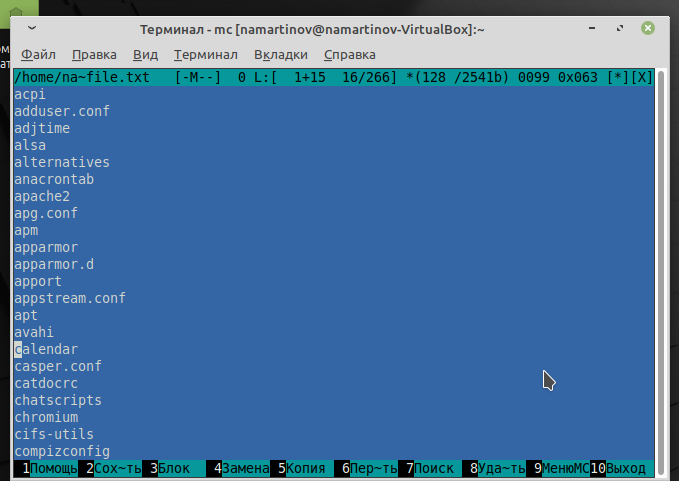 Терминал - mc [namartinov@namartinov-VirtualBox]:~
Файл Правка Вид Терминал Вкладки Справка
/home/na~file.txt [-M--] 0 L:[ 1+15 16/266] *(128 /2541b) 0099 0x063 [*][X]
acpi
adduser.conf
adjtime
alsa
alternatives
anacrontab
apache2
apg.conf
apm
apparmor
apparmor.d
apport
appstream.conf
apt
avahi
calendar
casper.conf
catdocrc
chatscripts
chromium
cifs-utils
compizconfig
1Помощь 2Сох~ть 3Блок 4Замена 5Копия 6Пер~ть 7Поиск 8Уда~ть 9МенюMC 10Выход